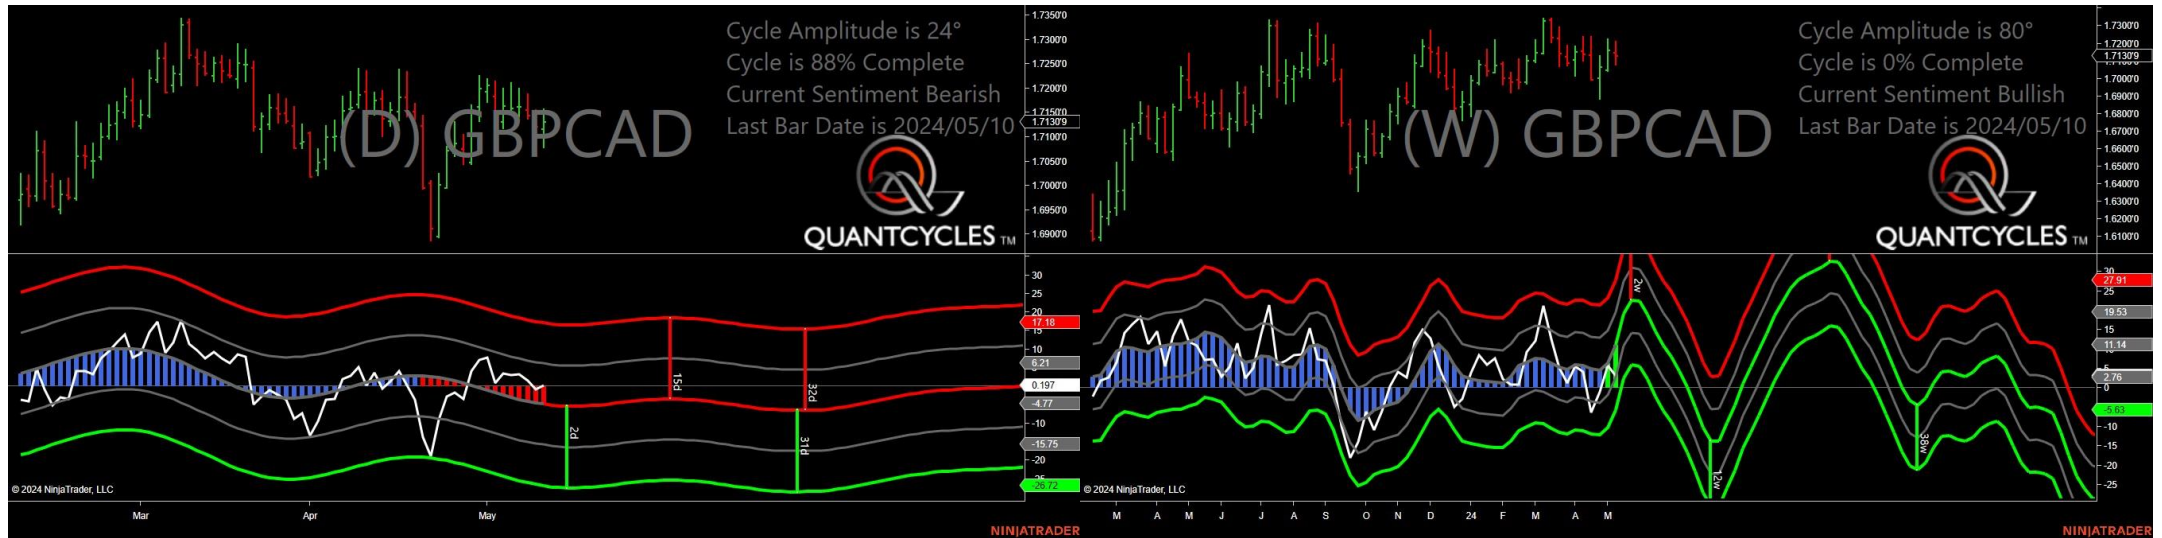 Cycle Amplitude is 24°
Cycle is 88% Complete
Current Sentiment Bearish
Last Bar Date is 2024/05/10
(D) GBPCAD
QUANTCYCLES TM
1.7350'0
1.7300'0
1.7250'0
1.7200'0
1.7150'0
1.7130'9
1.7100'0
1.7050'0
1.7000'0
1.6950'0
1.6900'0
30
25
20
17.18
15
10
6.21
0.197
-4.77
-10
-15.75
-20
-26.72
2d
15d
32d
31d
© 2024 NinjaTrader, LLC
Mar Apr May
NINJATRADER
Cycle Amplitude is 80°
Cycle is 0% Complete
Current Sentiment Bullish
Last Bar Date is 2024/05/10
(W) GBPCAD
QUANTCYCLES TM
1.7300'0
1.7200'0
1.7130'9
1.7000'0
1.6900'0
1.6800'0
1.6700'0
1.6600'0
1.6500'0
1.6400'0
1.6300'0
1.6200'0
1.6100'0
30
27.91
25
19.53
15
11.14
5
2.76
0
-5.63
-10
-15
-20
-25
2w
12w
38w
© 2024 NinjaTrader, LLC
M A M J J A S O N D 24 F M A M
NINJATRADER